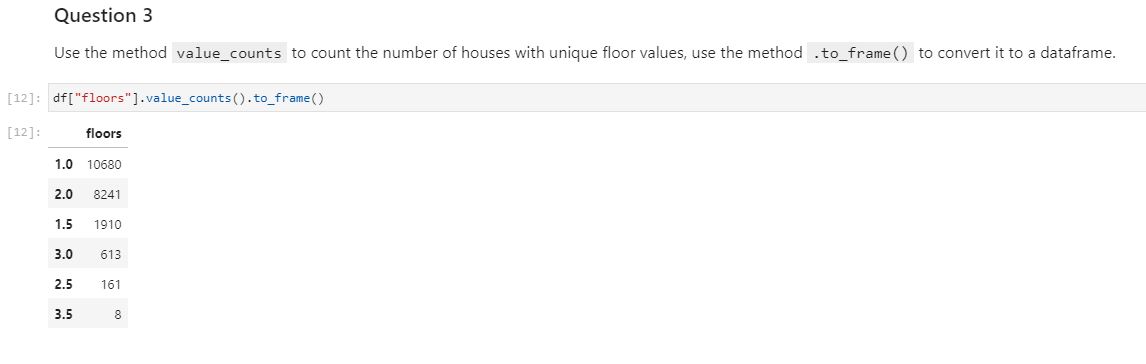 Question 3
Use the method value_counts to count the number of houses with unique floor values, use the method .to_frame() to convert it to a dataframe.
[12]: df["floors"].value_counts().to_frame()
[12]: floors
1.0 10680
2.0 8241
1.5 1910
3.0 613
2.5 161
3.5 8